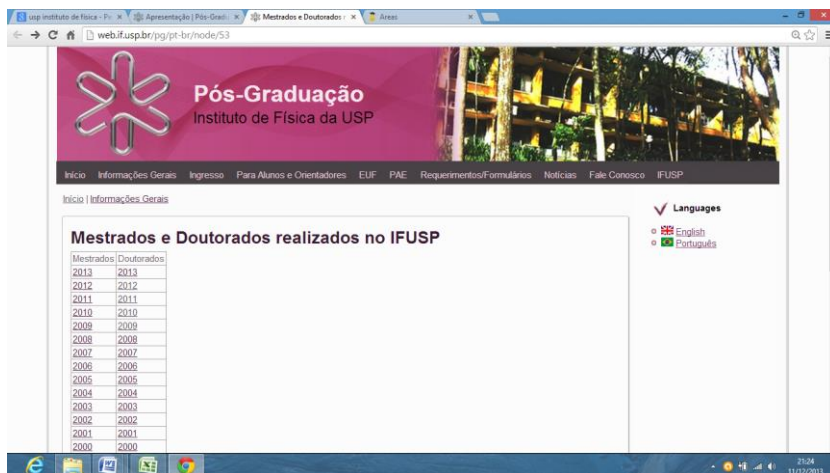 usp instituto de física - Pe
Apresentação | Pós-Gradu
Mestrados e Doutorados r
Areas
web.if.usp.br/pg/pt-br/node/53
Pós-Graduação
Instituto de Física da USP
Início Informações Gerais Ingresso Para Alunos e Orientadores EUF PAE Requerimentos/Formulários Notícias Fale Conosco IFUSP
Início | Informações Gerais
Languages
English
Português
Mestrados e Doutorados realizados no IFUSP
Mestrados Doutorados
2013 2013
2012 2012
2011 2011
2010 2010
2009 2009
2008 2008
2007 2007
2006 2006
2005 2005
2004 2004
2003 2003
2002 2002
2001 2001
2000 2000
21:24
11/12/2013